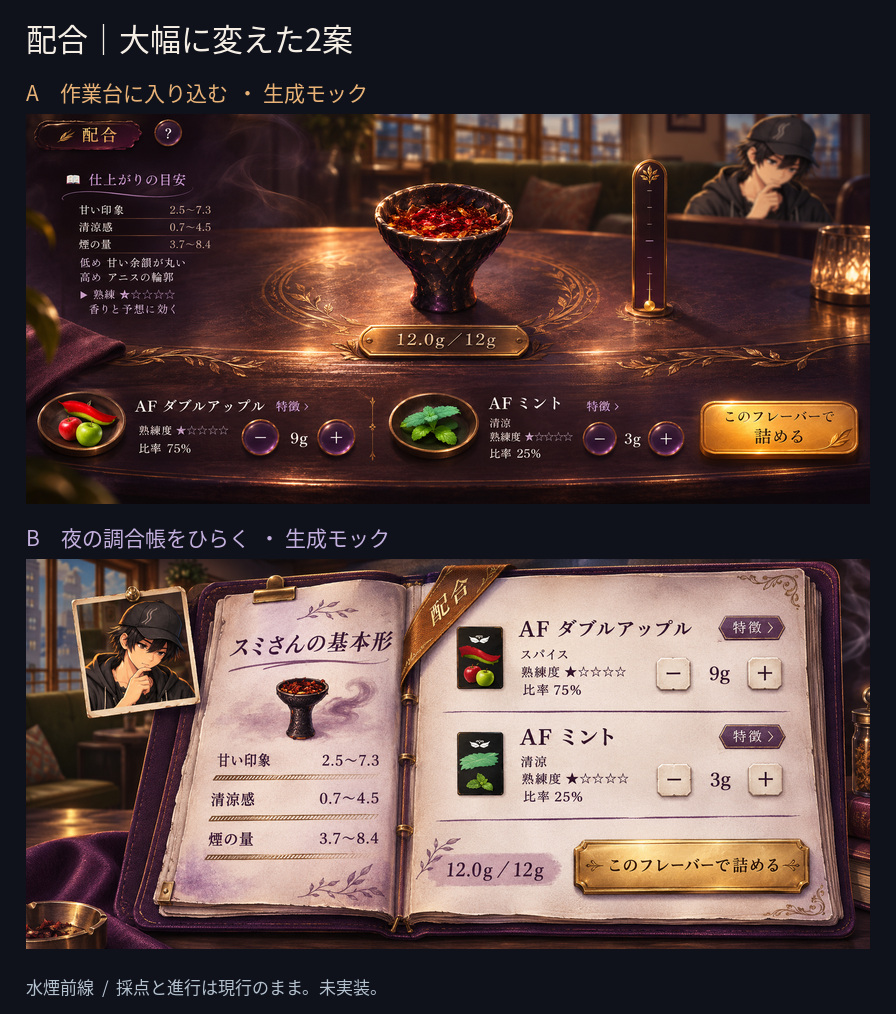 配合｜大幅に変えた2案
A 作業台に入り込む ・ 生成モック
配合
?
仕上がりの目安
甘い印象 2.5〜7.3
清涼感 0.7〜4.5
煙の量 3.7〜8.4
低め 甘い余韻が丸い
高め アニスの輪郭
▶ 熟練 ★☆☆☆☆
香りと予想に効く
12.0g／12g
AF ダブルアップル 特徴 ›
熟練度 ★☆☆☆☆
比率 75%
− 9g +
AF ミント 特徴 ›
清涼
熟練度 ★☆☆☆☆
比率 25%
− 3g +
このフレーバーで
詰める
B 夜の調合帳をひらく ・ 生成モック
配合
スミさんの基本形
甘い印象 2.5〜7.3
清涼感 0.7〜4.5
煙の量 3.7〜8.4
AF ダブルアップル 特徴 ›
スパイス
熟練度 ★☆☆☆☆
比率 75%
− 9g +
AF ミント 特徴 ›
清涼
熟練度 ★☆☆☆☆
比率 25%
− 3g +
12.0g／12g
このフレーバーで詰める
水煙前線 / 採点と進行は現行のまま。未実装。